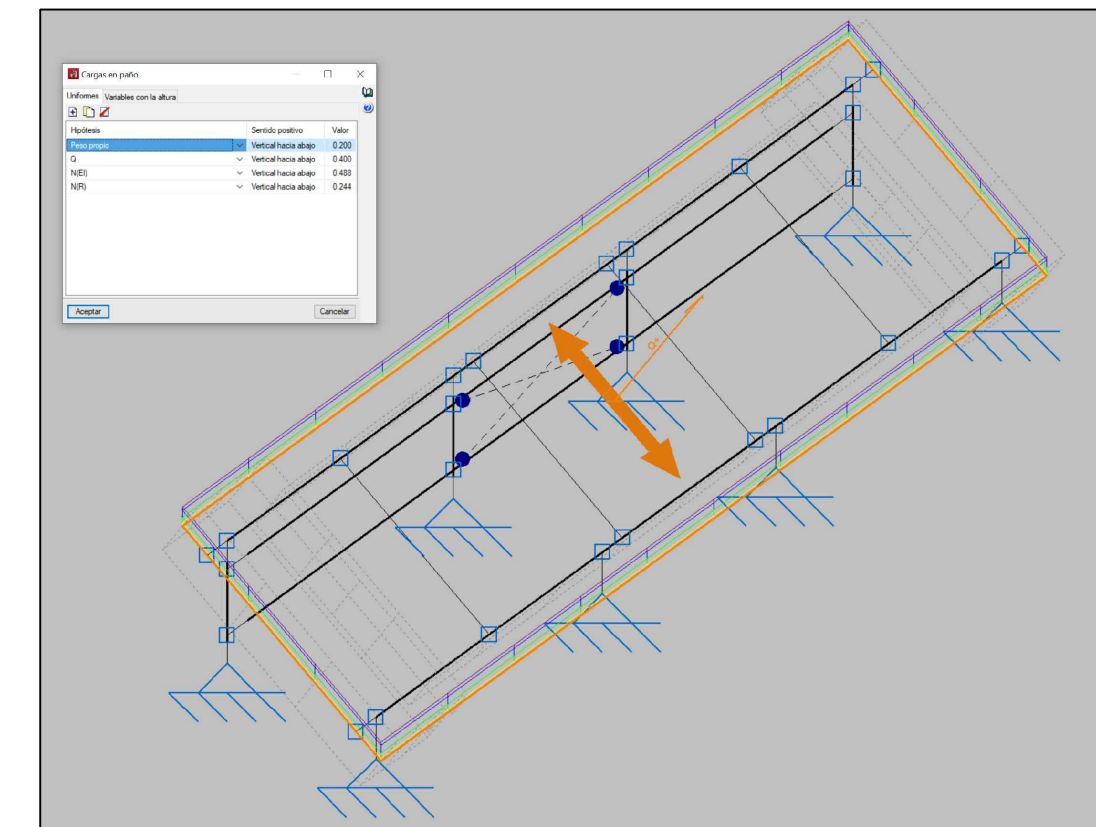 Cargas en paño
Uniformes Variables con la altura
Hipótesis Sentido positivo Valor
Peso propio Vertical hacia abajo 0.200
Q Vertical hacia abajo 0.400
N(EI) Vertical hacia abajo 0.488
N(R) Vertical hacia abajo 0.244
Aceptar Cancelar
Q+